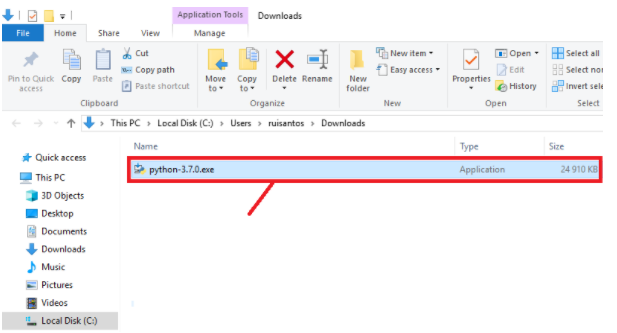 Application Tools Downloads
File Home Share View Manage
Pin to Quick access
Copy
Paste
Cut
Copy path
Paste shortcut
Clipboard
Move to
Copy to
Delete
Rename
Organize
New folder
New item
Easy access
New
Properties
Open
Edit
History
Open
Select all
Select nor
Invert sele
Select
This PC › Local Disk (C:) › Users › ruisantos › Downloads
Name Type Size
python-3.7.0.exe Application 24 910 KB
Quick access
This PC
3D Objects
Desktop
Documents
Downloads
Music
Pictures
Videos
Local Disk (C:)